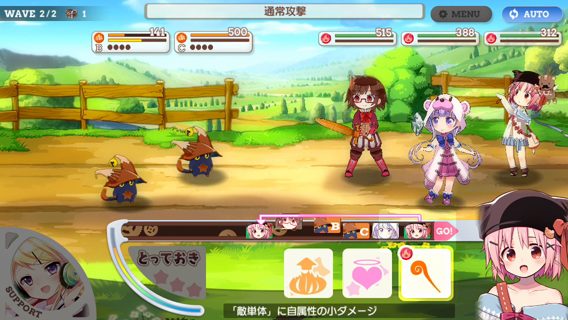 WAVE 2/2 1
通常攻撃
MENU
AUTO
B 141
C 500
515
388
312
B
C
GO!
SUPPORT
とっておき
「敵単体」に自属性の小ダメージ